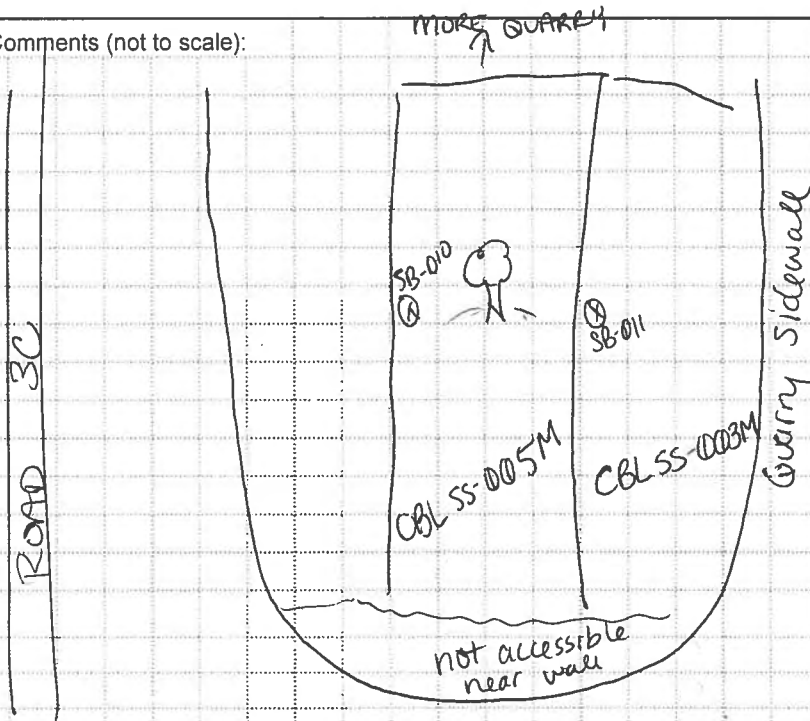 Comments (not to scale):
MORE QUARRY
SB-010
SB-011
ROAD 3C
Quarry Sidewall
CBL SS-005M
CBL SS-003M
not accessible
near wall